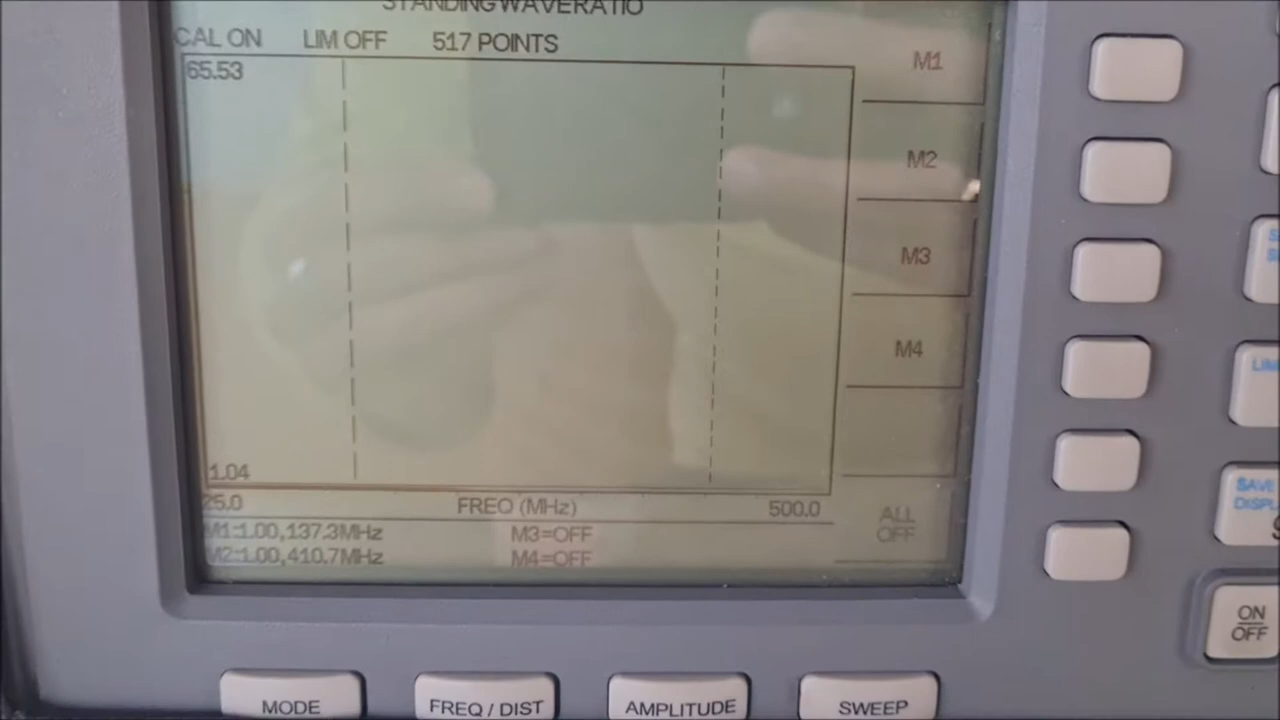 STANDING WAVE RATIO
CAL ON LIM OFF 517 POINTS
65.53
M1
M2
M3
M4
1.04
25.0 FREQ (MHz) 500.0
M1:1.00,137.3MHz M3=OFF
M2:1.00,410.7MHz M4=OFF
ALL
OFF
SAVE
ON
OFF
MODE
FREQ / DIST
AMPLITUDE
SWEEP